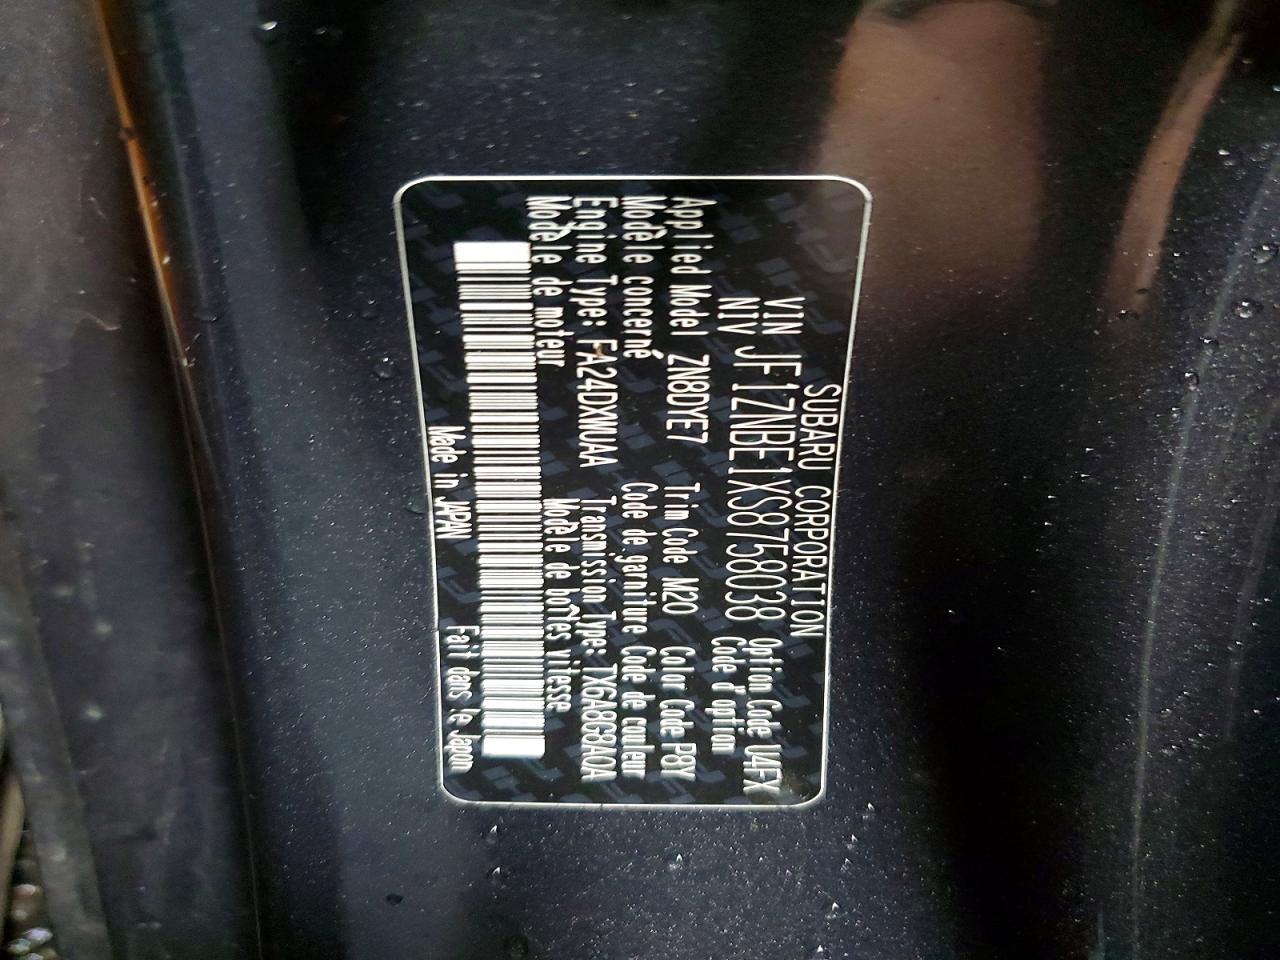 SUBARU CORPORATION
VIN
NIV JF1ZNBE1XS8758038 Option Code U4FX
Code d'option
Applied Model ZN8DYE7 Trim Code M20 Color Code P8Y
Modèle concerné Code de garniture Code de couleur
Engine Type: FA24DXWUAA Transmission Type: TX6A8G8AOA
Modèle de moteur Modèle de boîtes vitesse
Made in JAPAN Fait dans le Japon